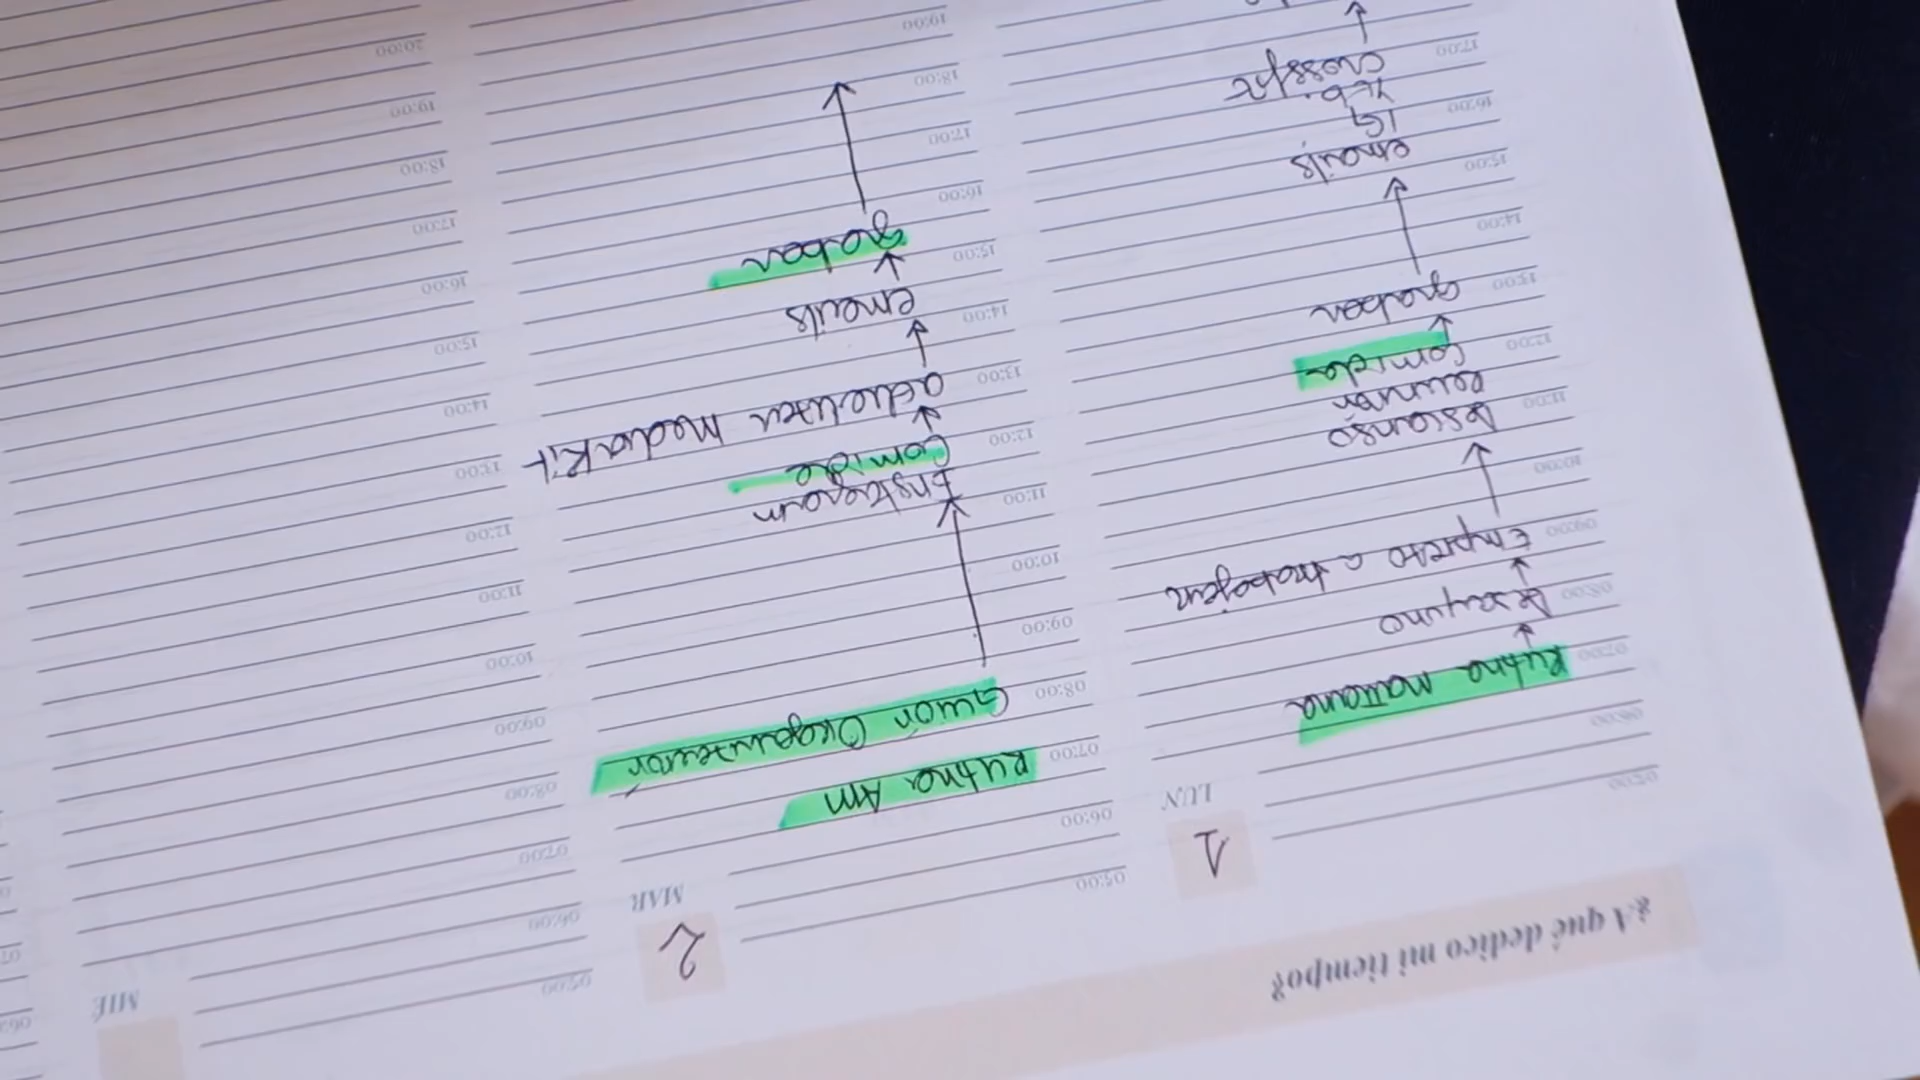 ¿A qué dedico mi tiempo?
1
LUN
05:00
06:00
07:00
Rutina Mañana
08:00
Desayuno
09:00
Empiezo a trabajar
10:00
11:00
Descanso
Reunión
12:00
Comida
13:00
grabar
14:00
15:00
emails
IG
16:00
crossfit
17:00
2
MAR
05:00
06:00
07:00
Rutina AM
08:00
Guión Organización
09:00
10:00
11:00
Instagram
12:00
Comida
13:00
actualizar MediaKit
14:00
emails
15:00
grabar
16:00
17:00
18:00
19:00
MIÉ
05:00
06:00
07:00
08:00
09:00
10:00
11:00
12:00
13:00
14:00
15:00
16:00
17:00
18:00
19:00
20:00